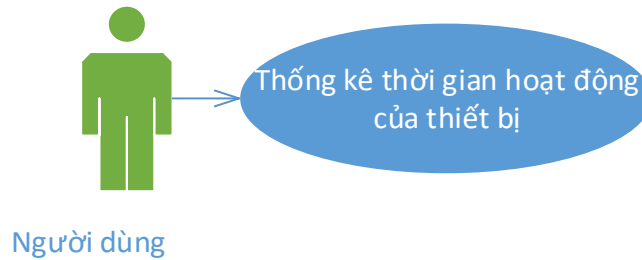 Thống kê thời gian hoạt động
của thiết bị
Người dùng